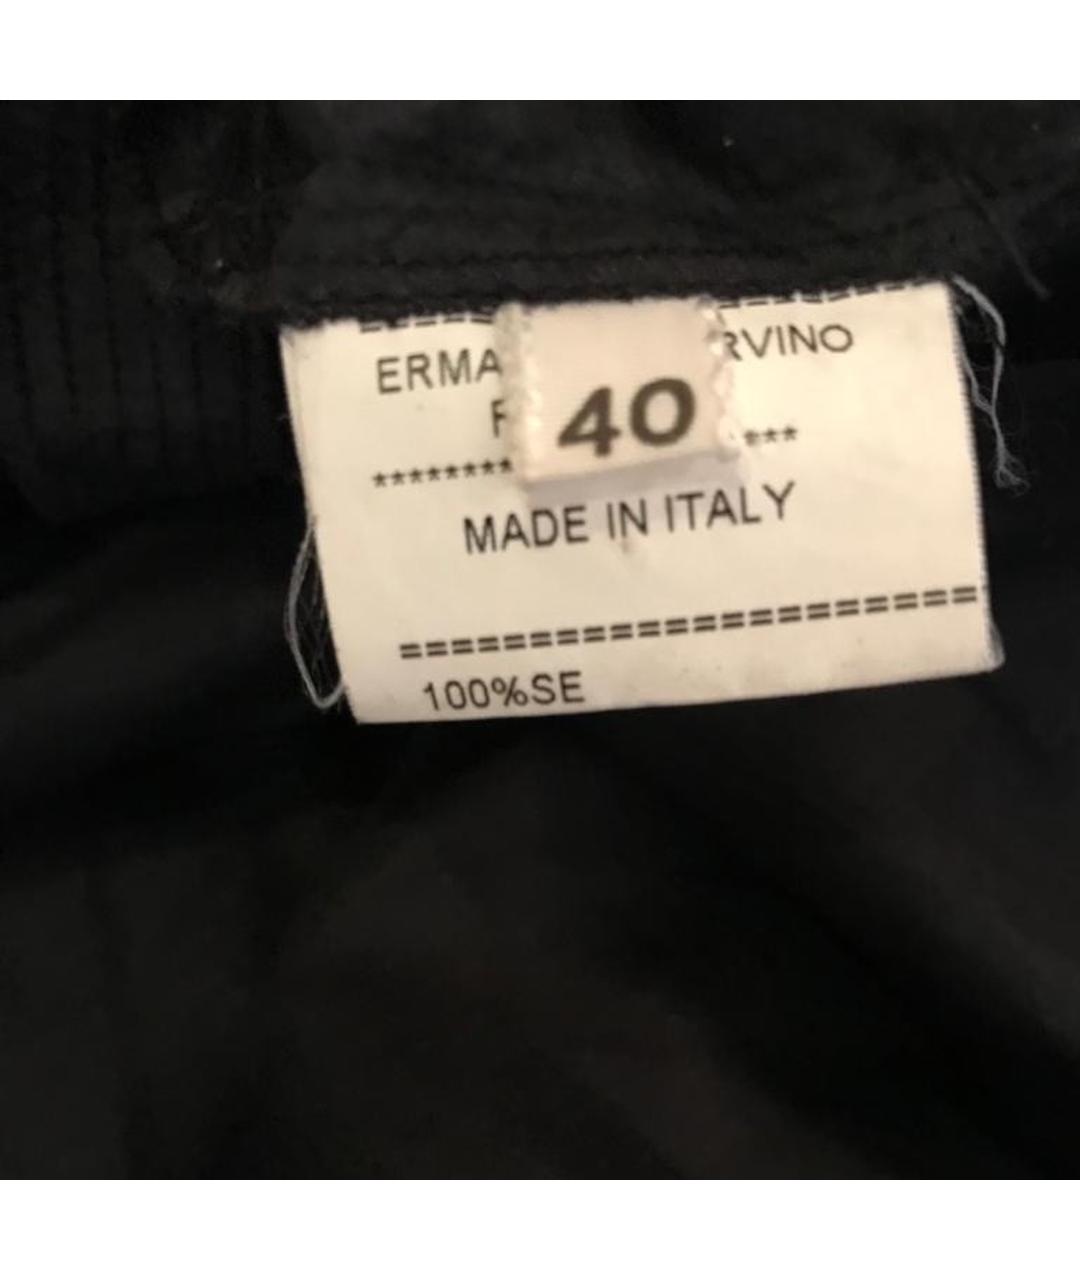 =====
ERMA RVINO
40
******** ***
MADE IN ITALY
======================
100%SE